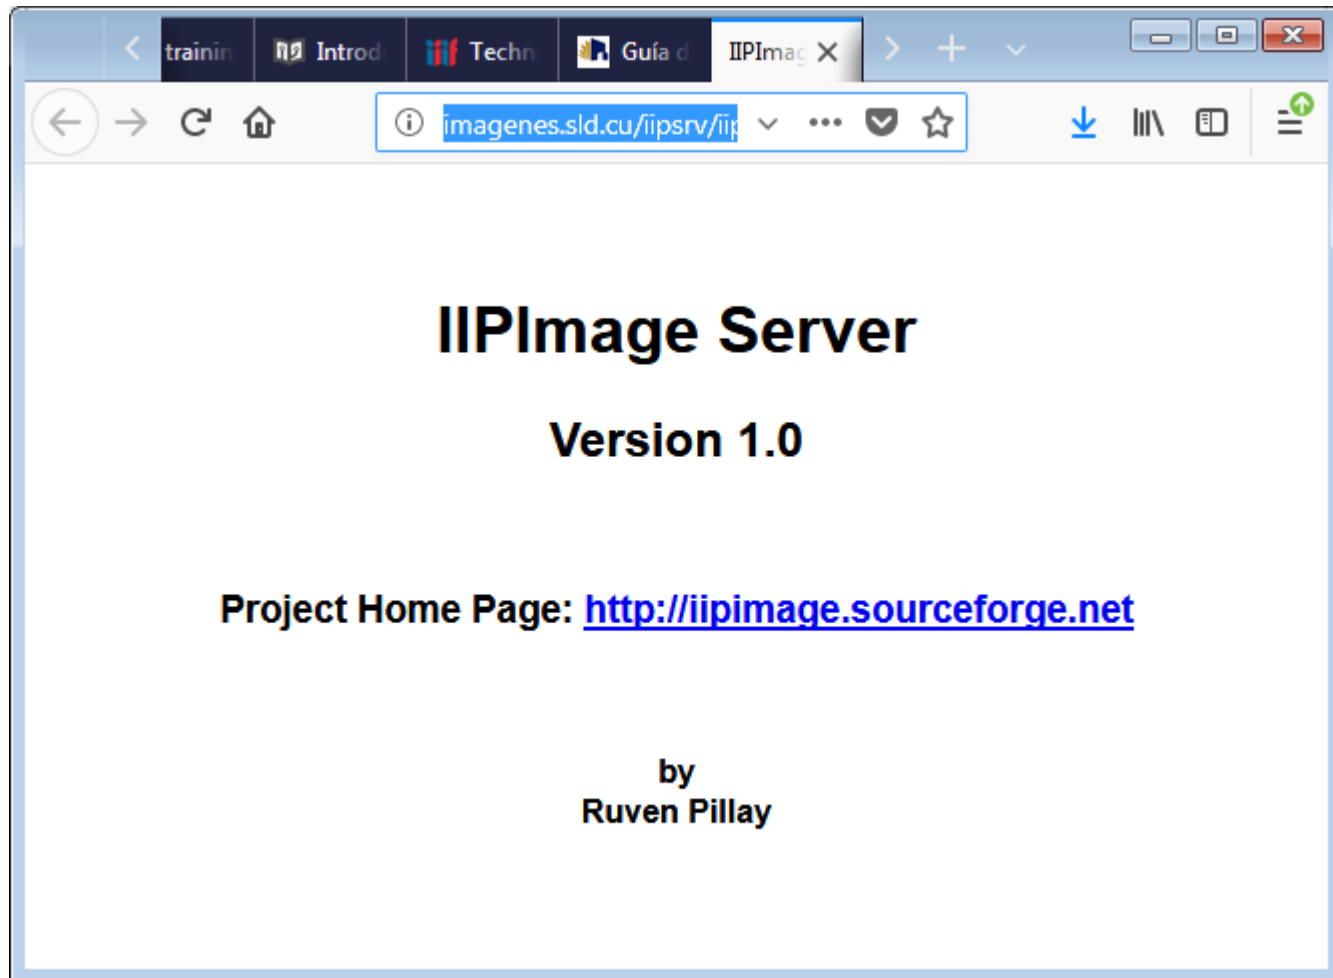 trainin
Introd
Techn
Guía d
IIPImag
imagenes.sld.cu/iipsrv/iip
IIPImage Server
Version 1.0
Project Home Page: http://iipimage.sourceforge.net
by
Ruven Pillay